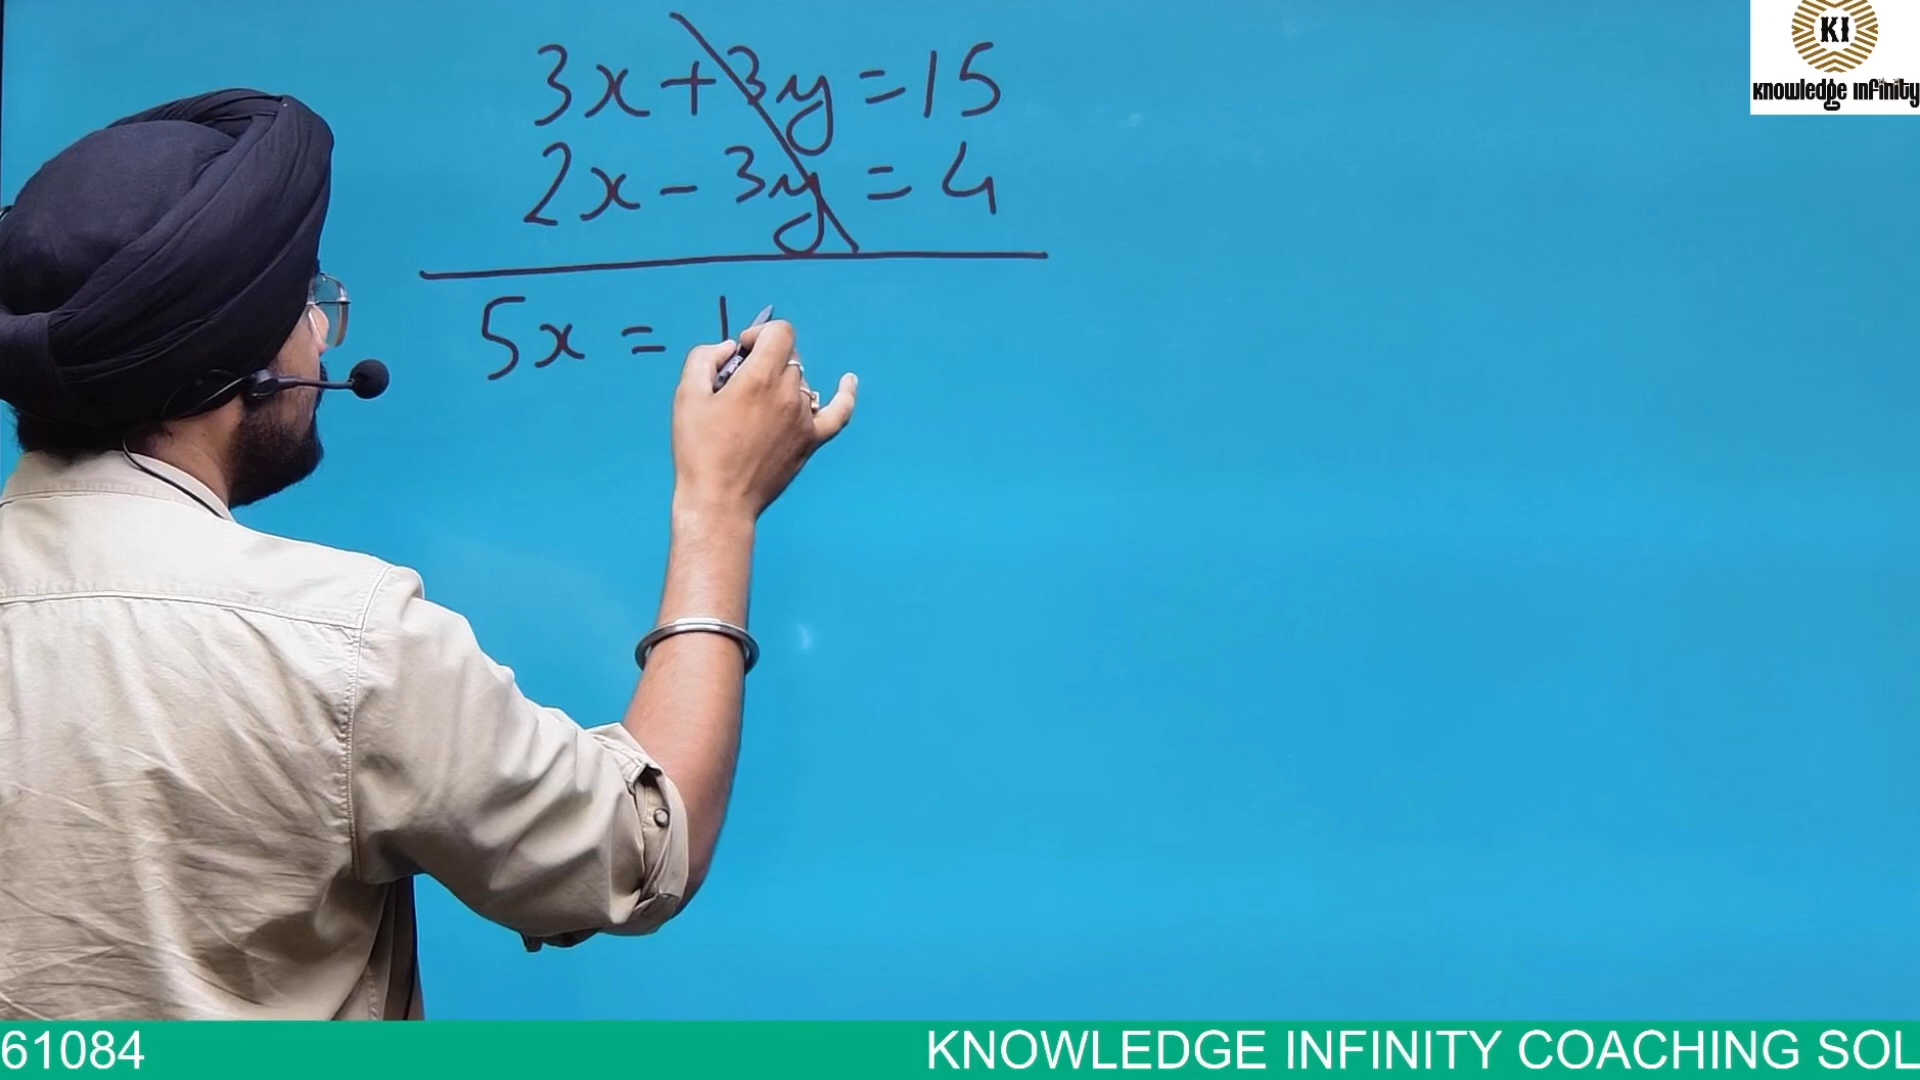 3x + 3y = 15
2x - 3y = 4
5x = 1
KI
knowledge infinity
61084
KNOWLEDGE INFINITY COACHING SOL